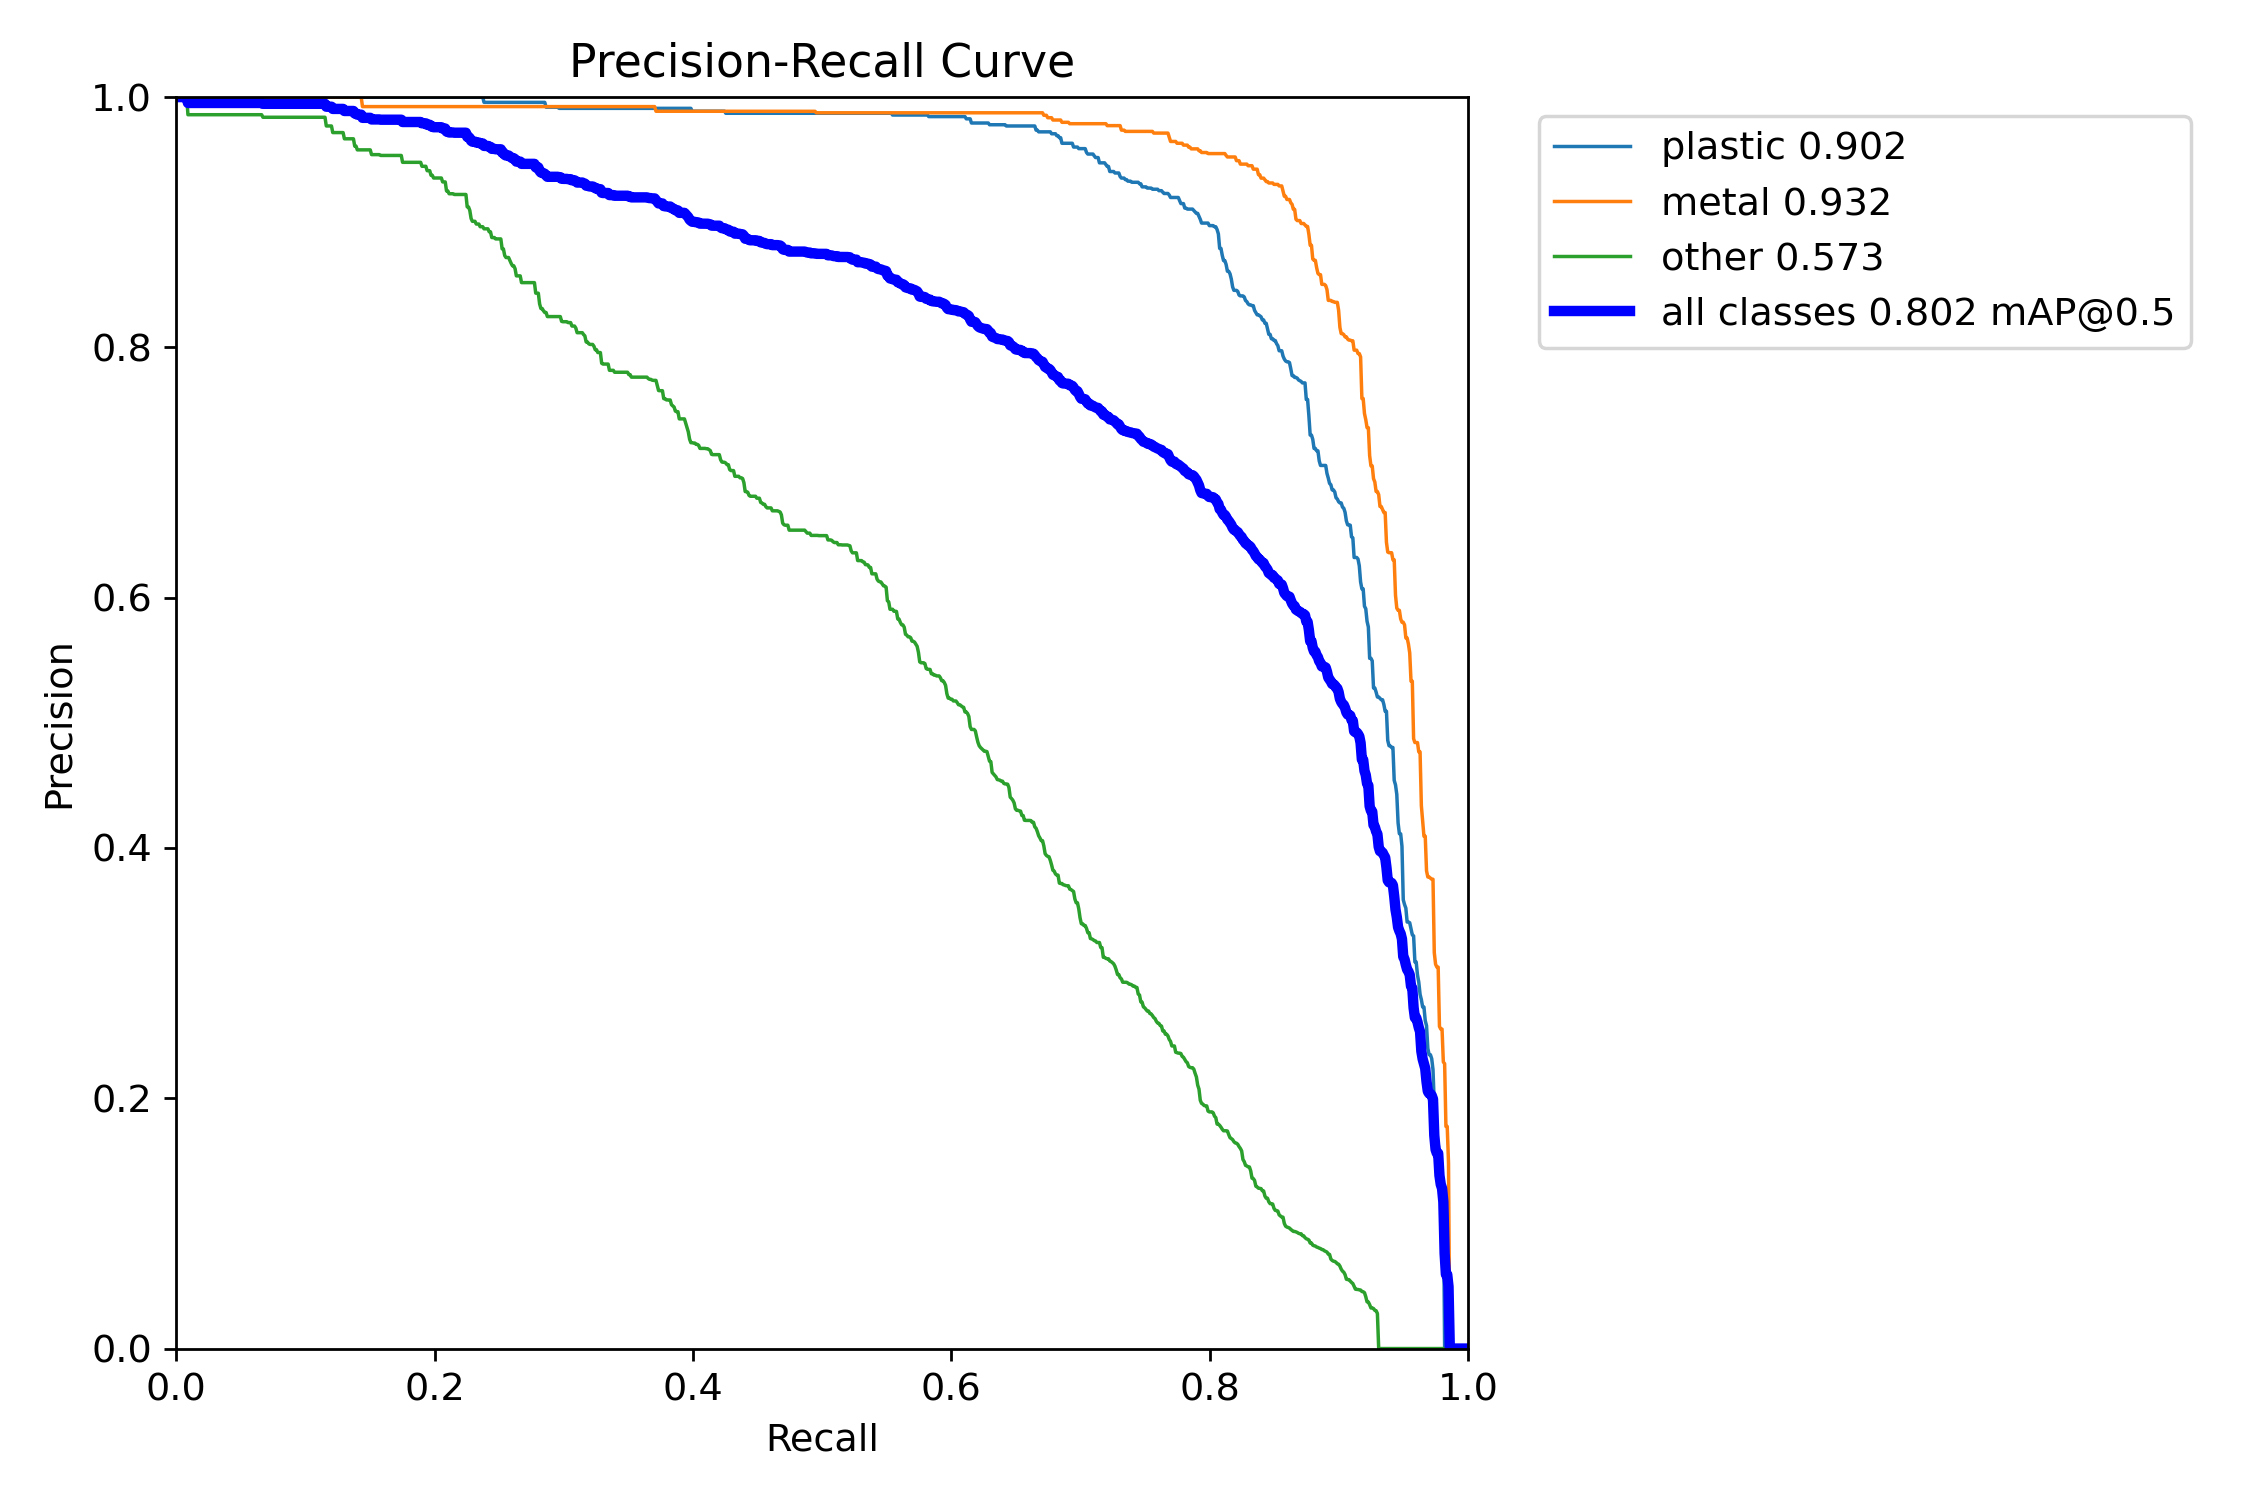 Precision-Recall Curve
1.0
0.8
0.6
0.4
0.2
0.0
Precision
0.0 0.2 0.4 0.6 0.8 1.0
Recall
plastic 0.902
metal 0.932
other 0.573
all classes 0.802 mAP@0.5